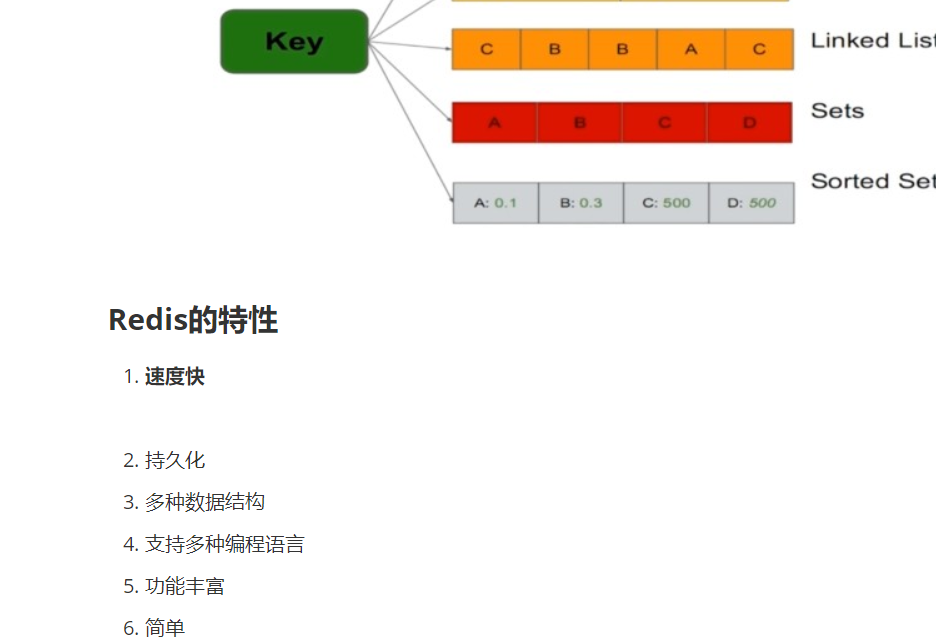 Key
C B B A C
Linked List
A B C D
Sets
A: 0.1 B: 0.3 C: 500 D: 500
Sorted Set
Redis的特性
1. 速度快
2. 持久化
3. 多种数据结构
4. 支持多种编程语言
5. 功能丰富
6. 简单